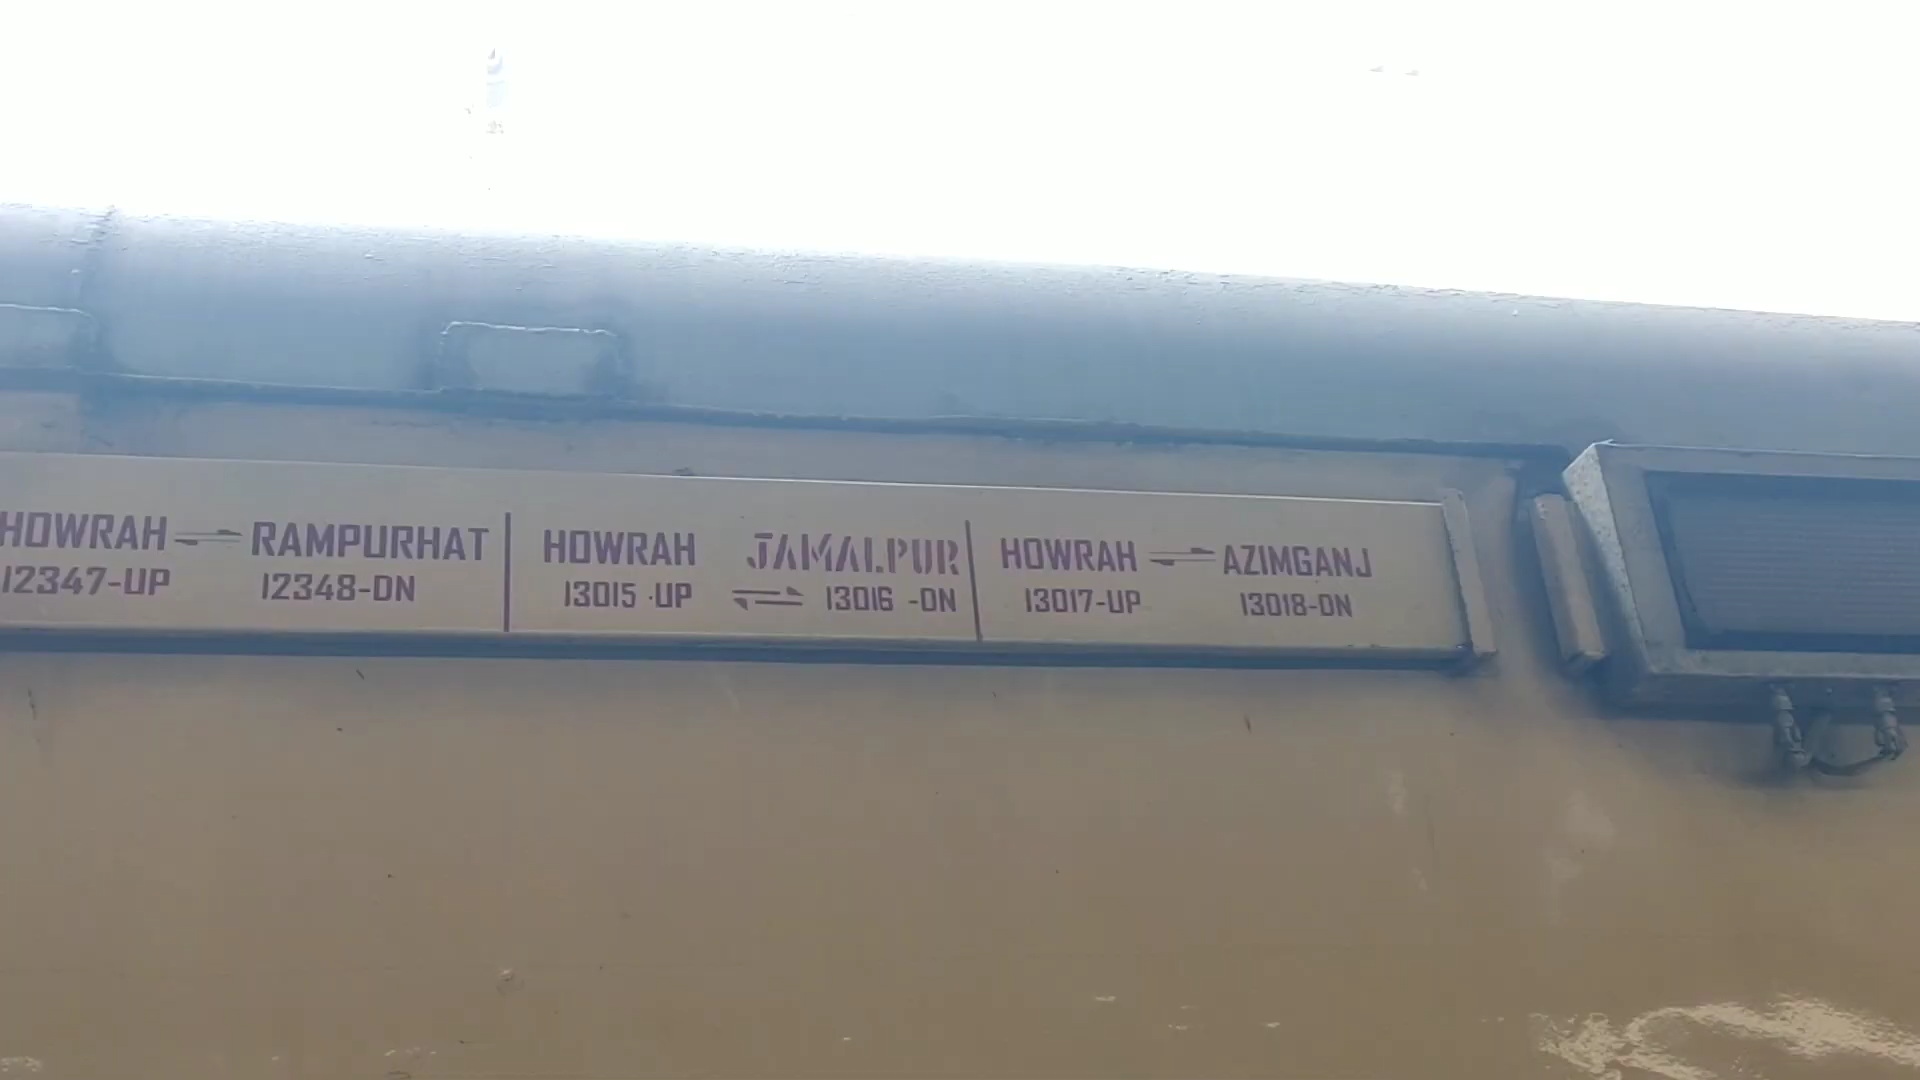 HOWRAH ⇌ RAMPURHAT
12347-UP 12348-DN
HOWRAH JAMALPUR
13015-UP ⇌ 13016-DN
HOWRAH ⇌ AZIMGANJ
13017-UP 13018-DN